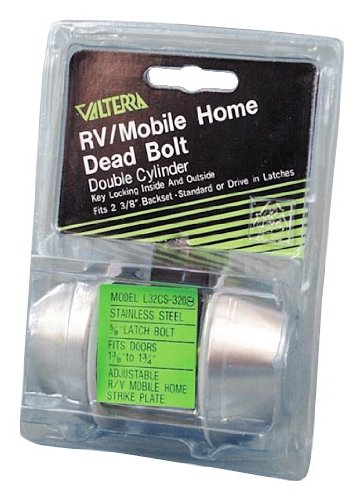 VALTERRA
RV/Mobile Home
Dead Bolt
Double Cylinder
Key Locking Inside And Outside
Fits 2 3/8" Backset-Standard or Drive in Latches
MODEL L32CS-320B
STAINLESS STEEL
5/8" LATCH BOLT
FITS DOORS
1 3/8" to 1 3/4"
ADJUSTABLE
R/V MOBILE HOME
STRIKE PLATE